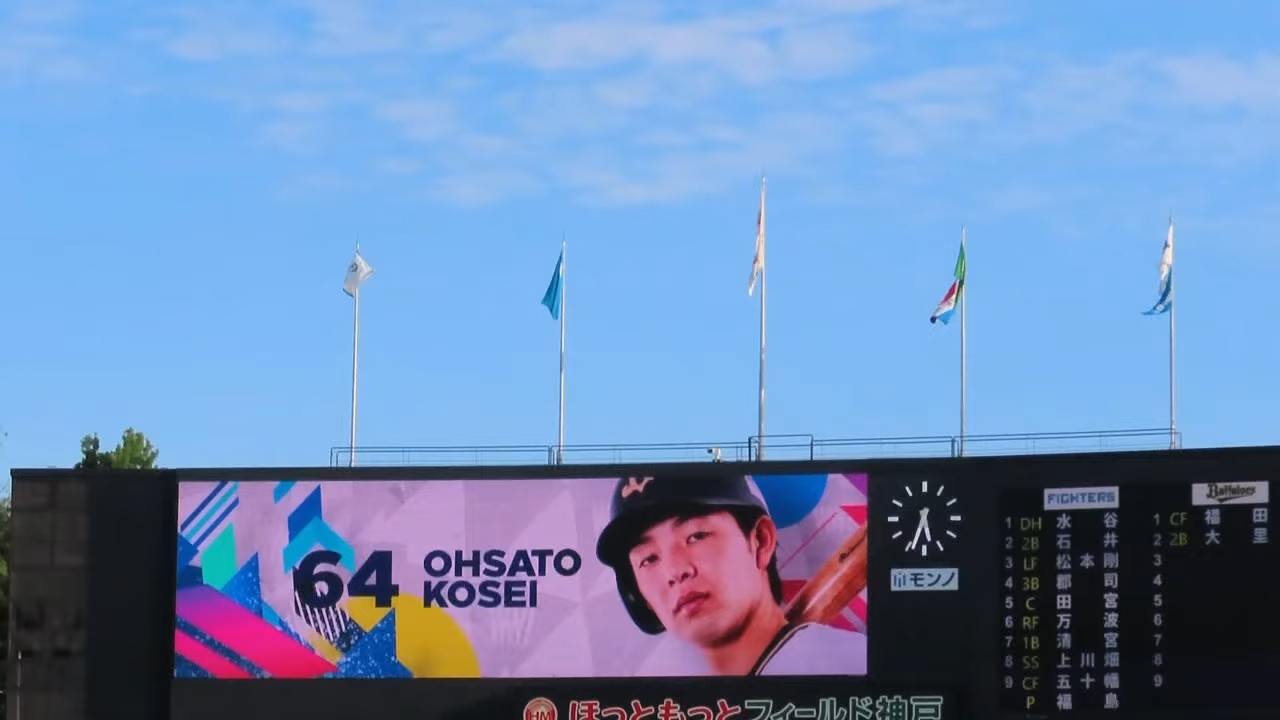 64 OHSATO
KOSEI
モンノ
FIGHTERS
1 DH 水谷
2 2B 石井
3 LF 松本剛
4 3B 郡司
5 C 田宮
6 RF 万波
7 1B 清宮
8 SS 上川畑
9 CF 五十幡
P 福島
Buffaloes
1 CF 福田
2 2B 大里
3
4
5
6
7
8
9
HM ほっともっとフィールド神戸